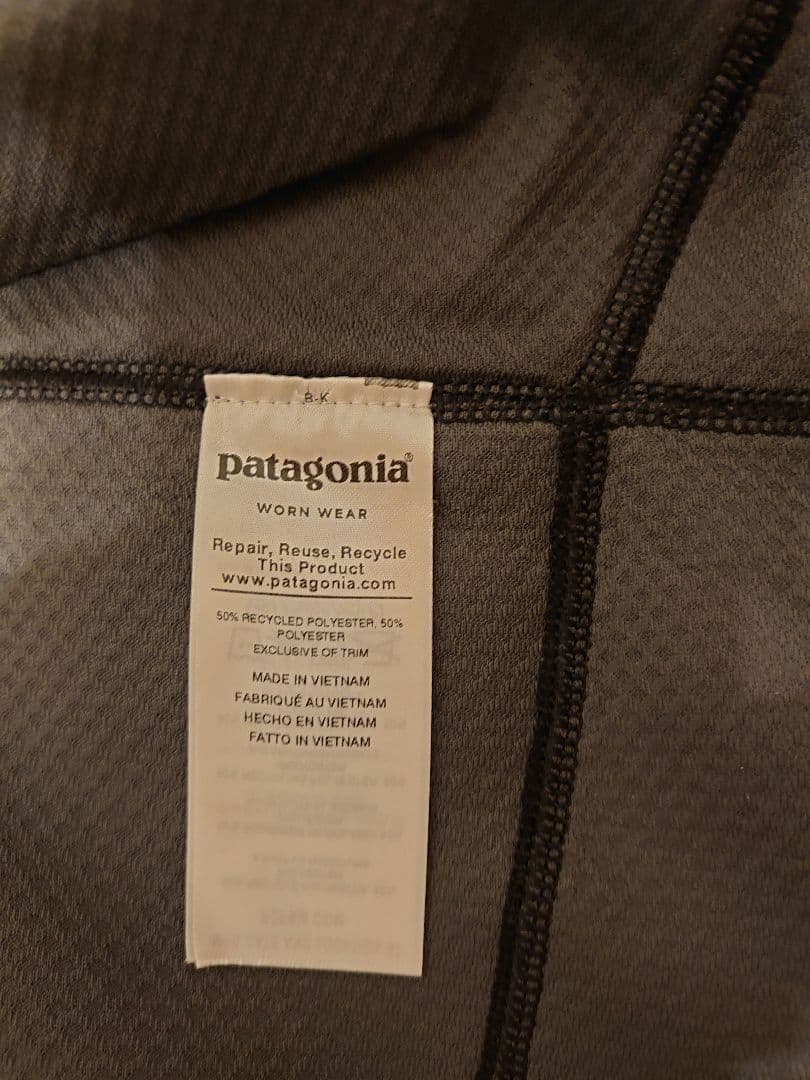 B-K
patagonia®
WORN WEAR
Repair, Reuse, Recycle
This Product
www.patagonia.com
50% RECYCLED POLYESTER, 50%
POLYESTER
EXCLUSIVE OF TRIM
MADE IN VIETNAM
FABRIQUÉ AU VIETNAM
HECHO EN VIETNAM
FATTO IN VIETNAM